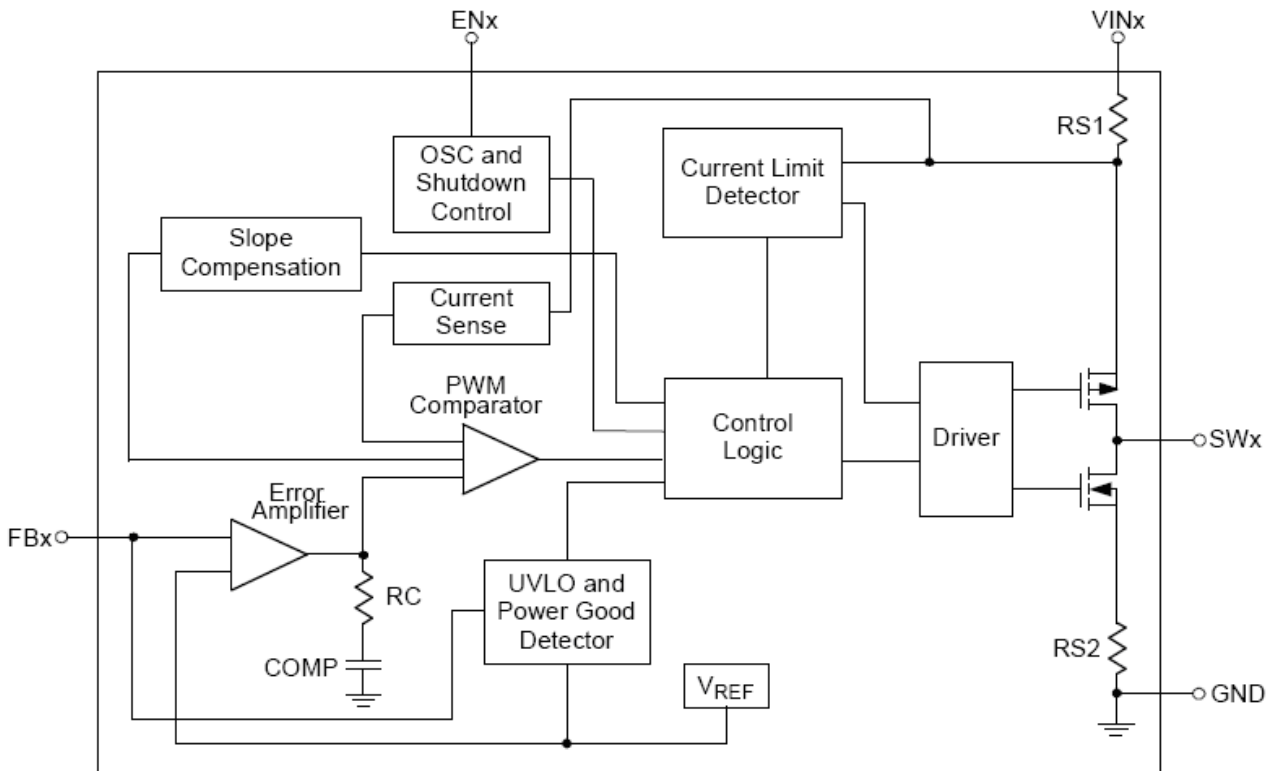 ENx
VINx
RS1
OSC and
Shutdown
Control
Current Limit
Detector
Slope
Compensation
Current
Sense
PWM
Comparator
Control
Logic
Driver
SWx
Error
Amplifier
FBx
RC
UVLO and
Power Good
Detector
COMP
RS2
VREF
GND